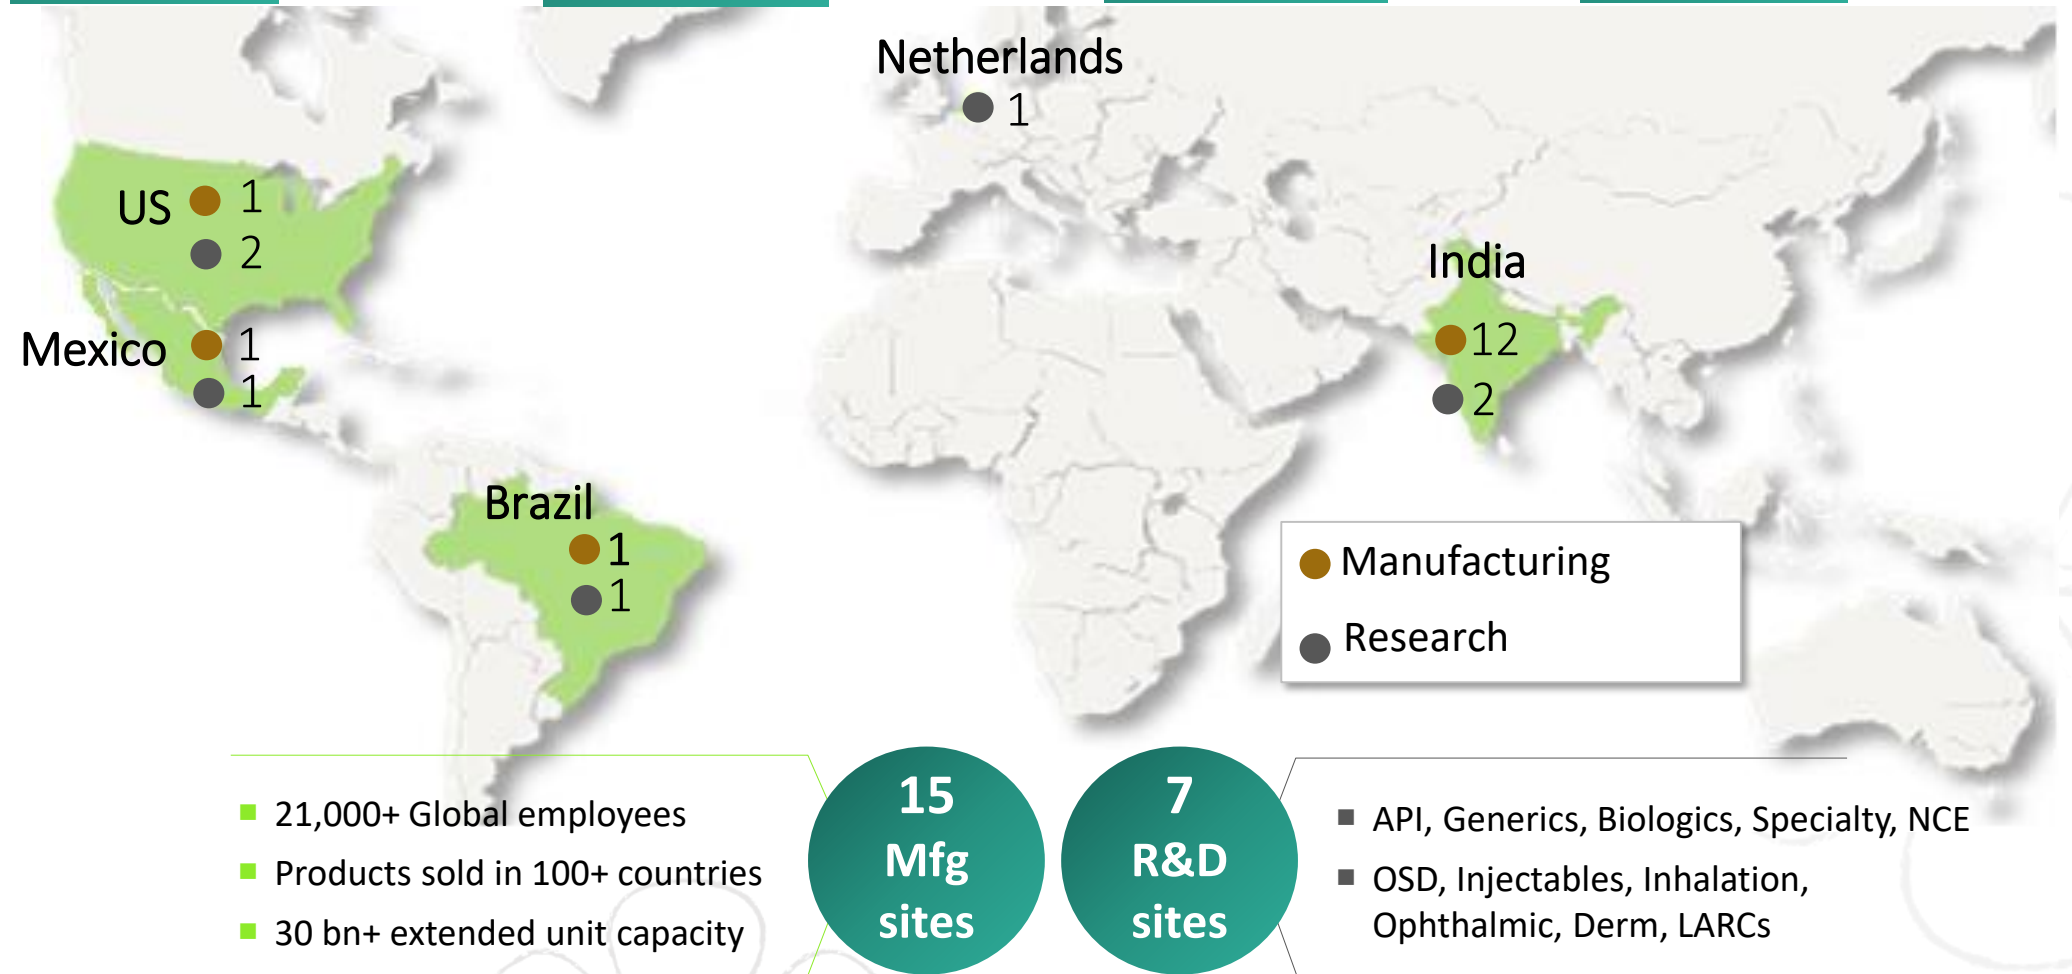 Netherlands
1
US
1
2
Mexico
1
1
India
12
2
Brazil
1
1
Manufacturing
Research
21,000+ Global employees
Products sold in 100+ countries
30 bn+ extended unit capacity
15
Mfg
sites
7
R&D
sites
API, Generics, Biologics, Specialty, NCE
OSD, Injectables, Inhalation,
Ophthalmic, Derm, LARCs